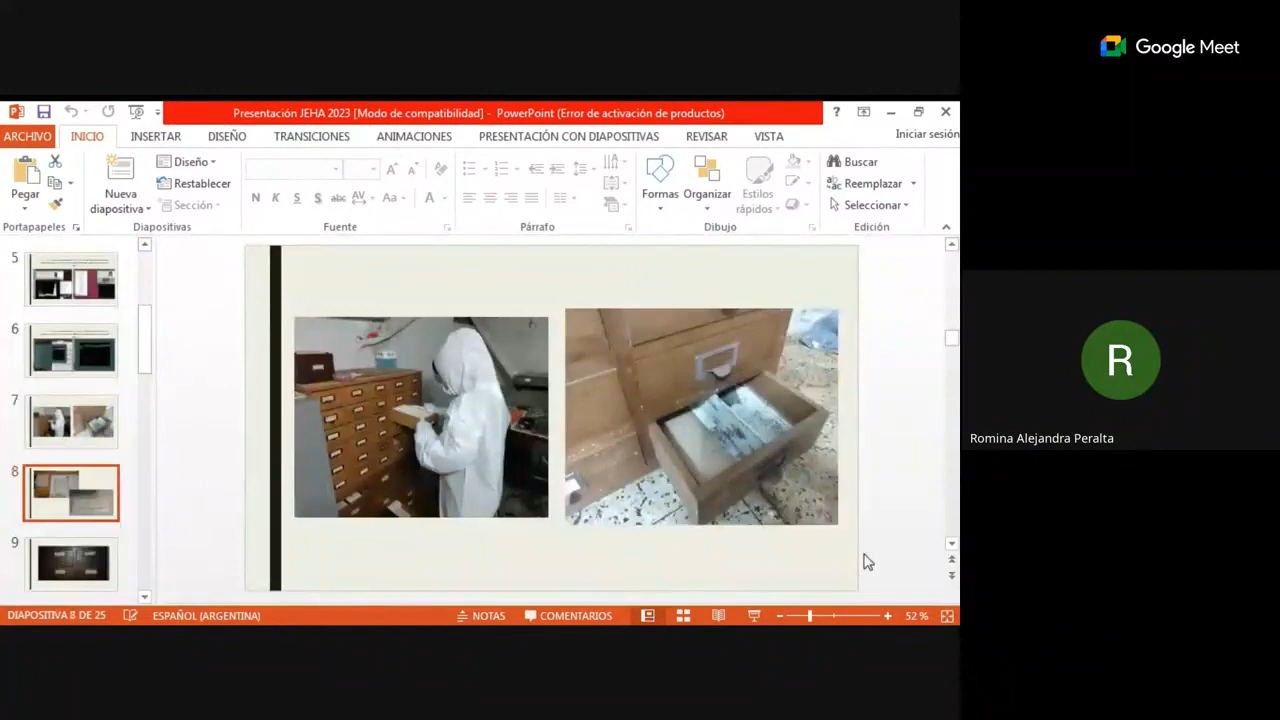 Google Meet
Presentación JEHA 2023 [Modo de compatibilidad] - PowerPoint (Error de activación de productos)
ARCHIVO INICIO INSERTAR DISEÑO TRANSICIONES ANIMACIONES PRESENTACIÓN CON DIAPOSITIVAS REVISAR VISTA Iniciar sesión
Pegar
Nueva diapositiva
Diseño
Restablecer
Sección
N K S S abc AV Aa A
Formas
Organizar
Estilos rápidos
Buscar
Reemplazar
Seleccionar
Portapapeles Diapositivas Fuente Párrafo Dibujo Edición
5
6
7
8
9
R
Romina Alejandra Peralta
DIAPOSITIVA 8 DE 25 ESPAÑOL (ARGENTINA) NOTAS COMENTARIOS 52 %